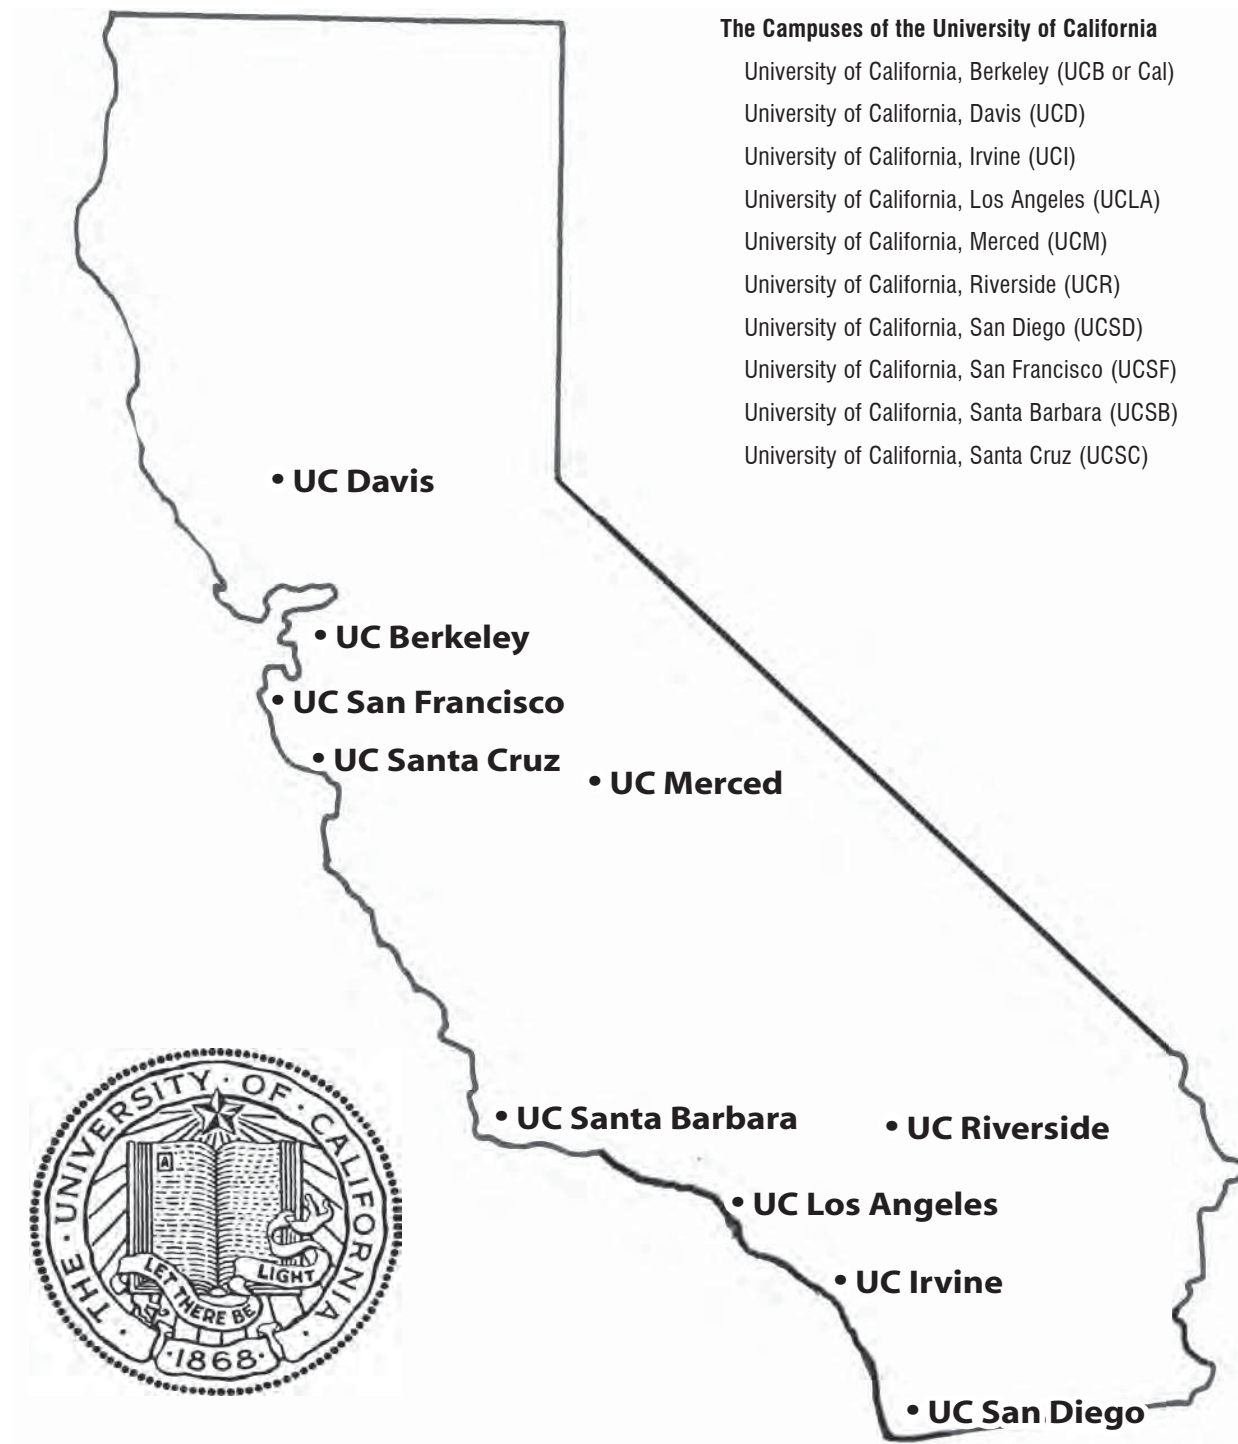 The Campuses of the University of California
University of California, Berkeley (UCB or Cal)
University of California, Davis (UCD)
University of California, Irvine (UCI)
University of California, Los Angeles (UCLA)
University of California, Merced (UCM)
University of California, Riverside (UCR)
University of California, San Diego (UCSD)
University of California, San Francisco (UCSF)
University of California, Santa Barbara (UCSB)
University of California, Santa Cruz (UCSC)
• UC Davis
• UC Berkeley
• UC San Francisco
• UC Santa Cruz
• UC Merced
• UC Santa Barbara
• UC Riverside
• UC Los Angeles
• UC Irvine
• UC San Diego
THE · UNIVERSITY · OF · CALIFORNIA ·
A
LET THERE BE
LIGHT
·1868·